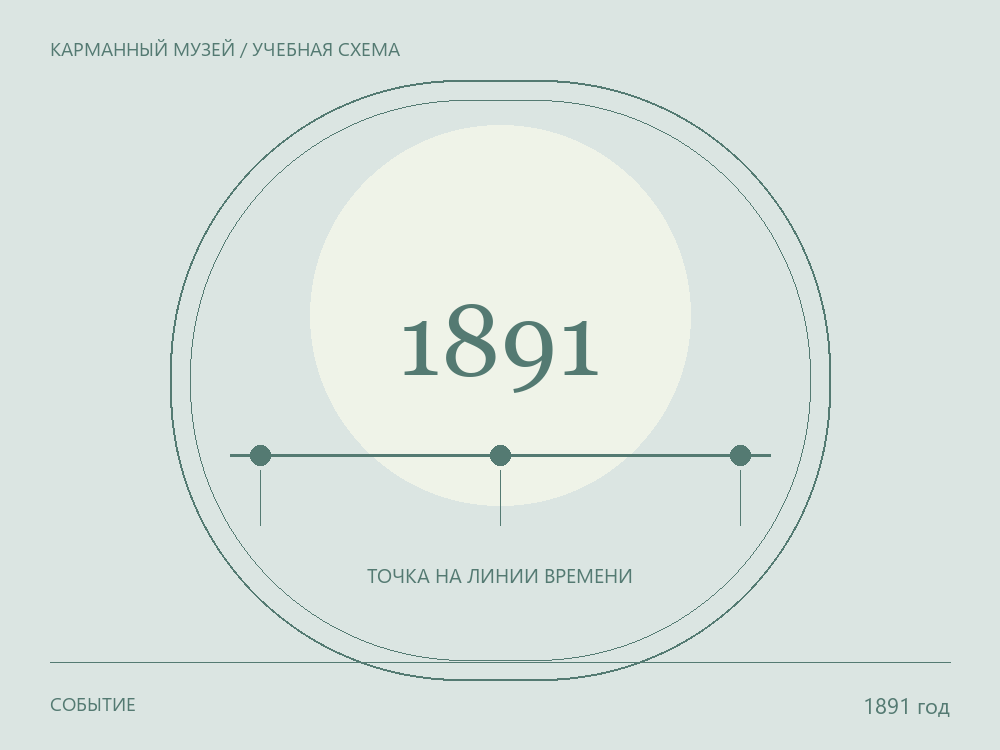 КАРМАННЫЙ МУЗЕЙ / УЧЕБНАЯ СХЕМА
1891
ТОЧКА НА ЛИНИИ ВРЕМЕНИ
СОБЫТИЕ
1891 год